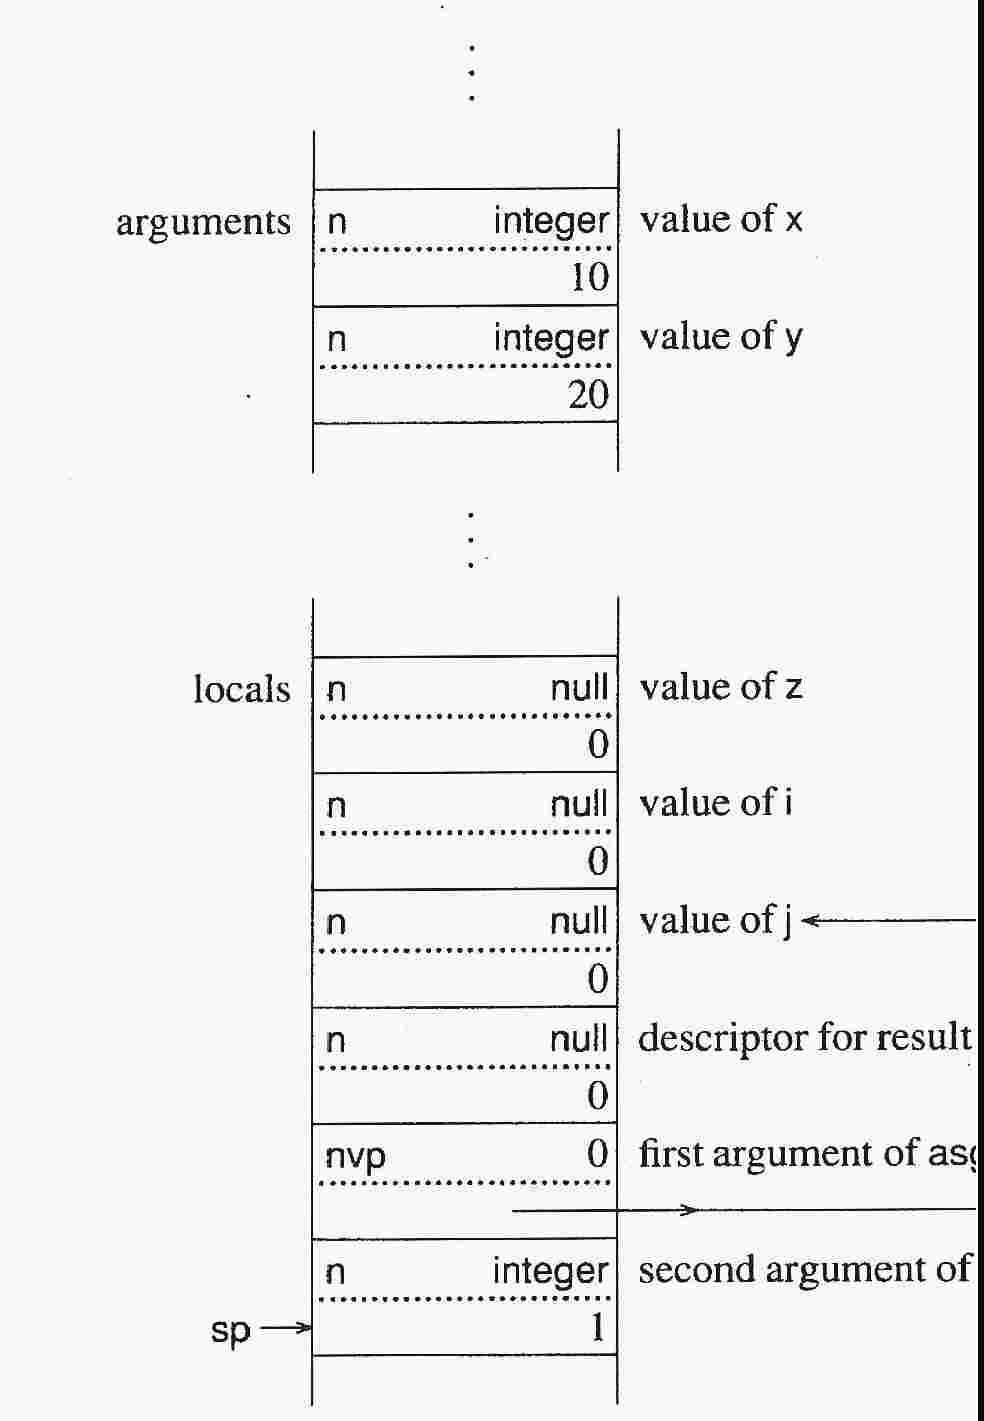 arguments n integer value of x
10
n integer value of y
20
locals n null value of z
0
n null value of i
0
n null value of j
0
n null descriptor for result
0
nvp 0 first argument of
n integer second argument of
sp 1